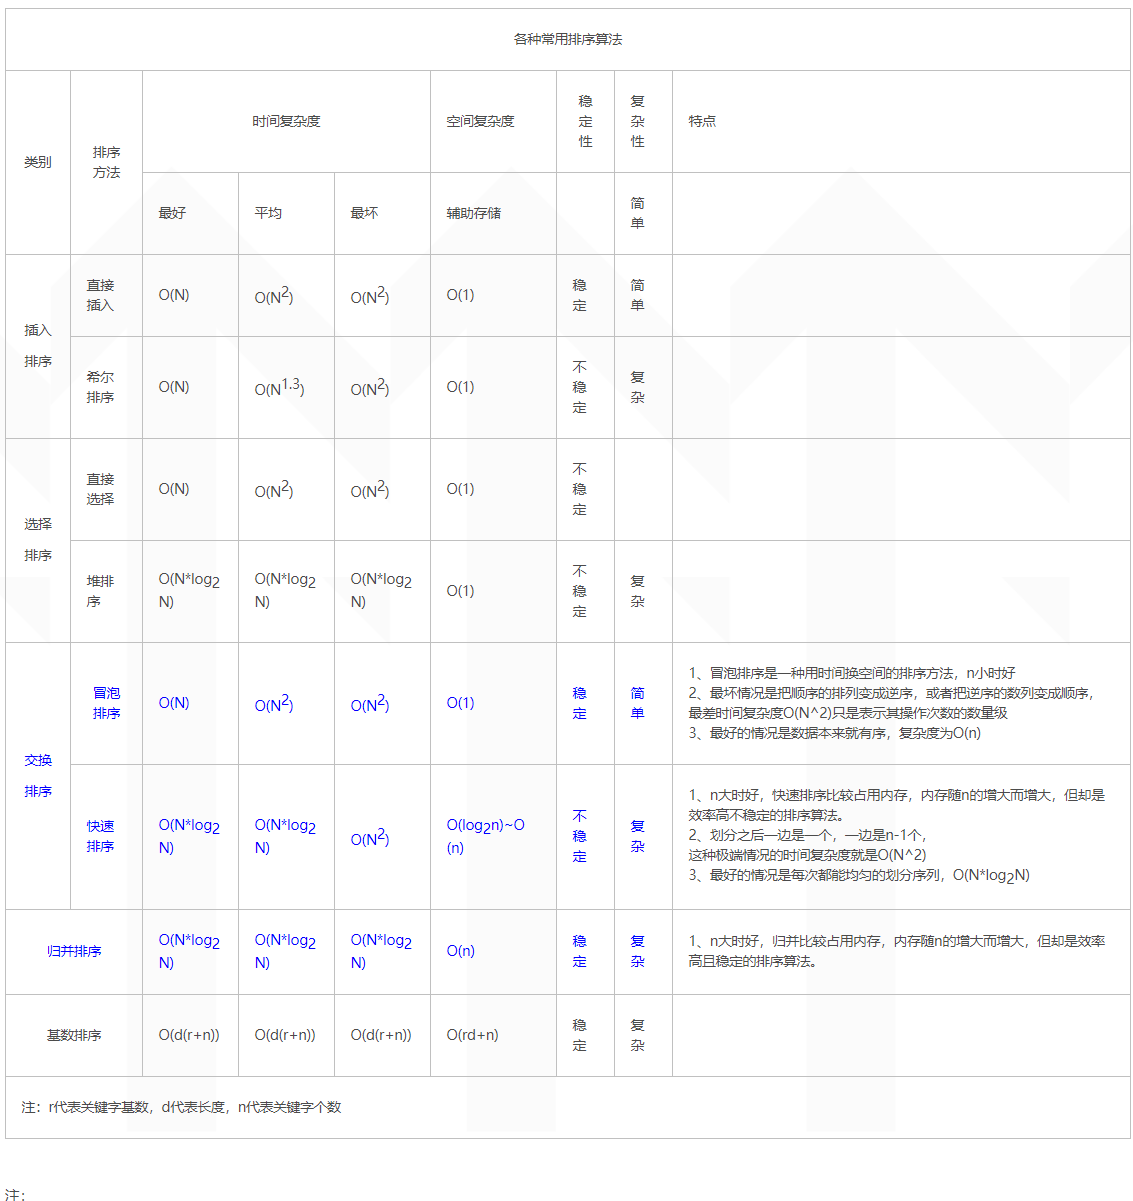 各种常用排序算法
类别
排序
方法
时间复杂度
空间复杂度
稳
定
性
复
杂
性
特点
最好
平均
最坏
辅助存储
简
单
插入
排序
直接
插入
O(N)
O(N²)
O(N²)
O(1)
稳
定
简
单
希尔
排序
O(N)
O(N¹·³)
O(N²)
O(1)
不
稳
定
复
杂
选择
排序
直接
选择
O(N)
O(N²)
O(N²)
O(1)
不
稳
定
堆排
序
O(N*log₂
N)
O(N*log₂
N)
O(N*log₂
N)
O(1)
不
稳
定
复
杂
交换
排序
冒泡
排序
O(N)
O(N²)
O(N²)
O(1)
稳
定
简
单
1、冒泡排序是一种用时间换空间的排序方法，n小时好
2、最坏情况是把顺序的排列变成逆序，或者把逆序的数列变成顺序，
最差时间复杂度O(N^2)只是表示其操作次数的数量级
3、最好的情况是数据本来就有序，复杂度为O(n)
快速
排序
O(N*log₂
N)
O(N*log₂
N)
O(N²)
O(log₂n)~O
(n)
不
稳
定
复
杂
1、n大时好，快速排序比较占用内存，内存随n的增大而增大，但却是
效率高不稳定的排序算法。
2、划分之后一边是一个，一边是n-1个，
这种极端情况的时间复杂度就是O(N^2)
3、最好的情况是每次都能均匀的划分序列，O(N*log₂N)
归并排序
O(N*log₂
N)
O(N*log₂
N)
O(N*log₂
N)
O(n)
稳
定
复
杂
1、n大时好，归并比较占用内存，内存随n的增大而增大，但却是效率
高且稳定的排序算法。
基数排序
O(d(r+n))
O(d(r+n))
O(d(r+n))
O(rd+n)
稳
定
复
杂
注：r代表关键字基数，d代表长度，n代表关键字个数
注：